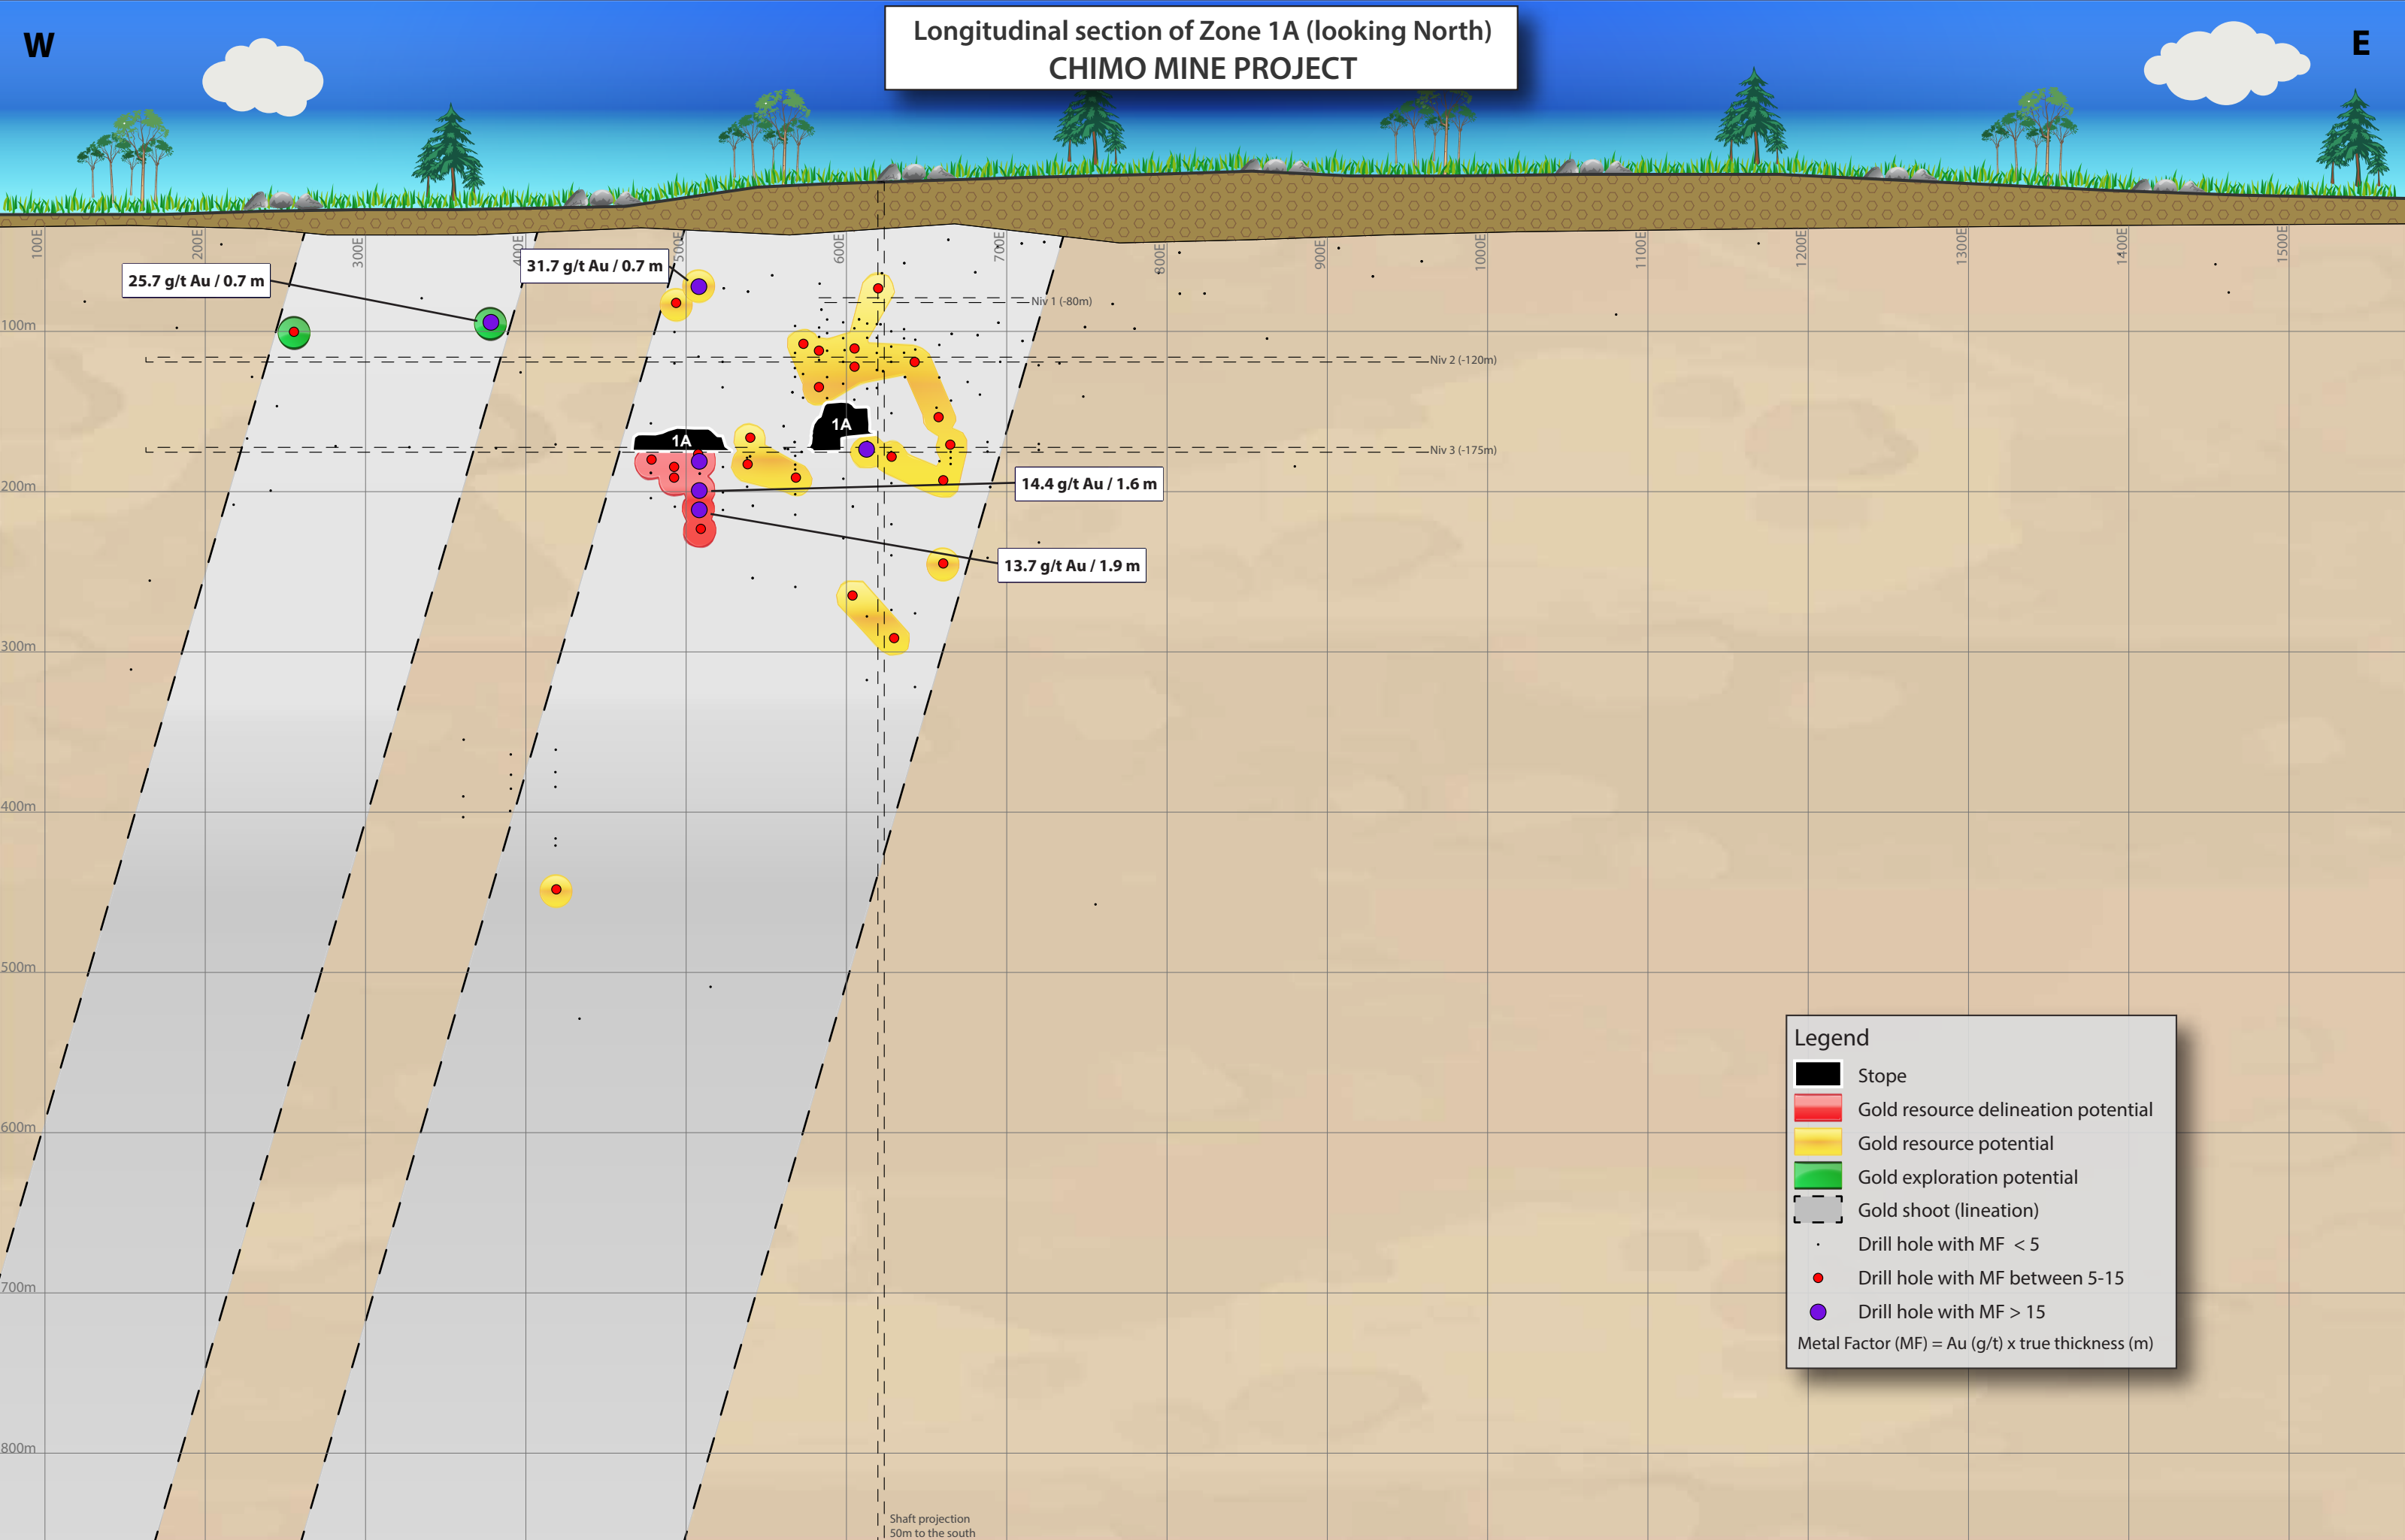 W
Longitudinal section of Zone 1A (looking North)
CHIMO MINE PROJECT
E
100E
200E
300E
400E
500E
600E
700E
800E
900E
1000E
1100E
1200E
1300E
1400E
1500E
25.7 g/t Au / 0.7 m
31.7 g/t Au / 0.7 m
Niv 1 (-80m)
100m
Niv 2 (-120m)
1A
1A
Niv 3 (-175m)
14.4 g/t Au / 1.6 m
200m
13.7 g/t Au / 1.9 m
300m
400m
500m
600m
700m
800m
Legend
Stope
Gold resource delineation potential
Gold resource potential
Gold exploration potential
Gold shoot (lineation)
Drill hole with MF < 5
Drill hole with MF between 5-15
Drill hole with MF > 15
Metal Factor (MF) = Au (g/t) x true thickness (m)
Shaft projection
50m to the south